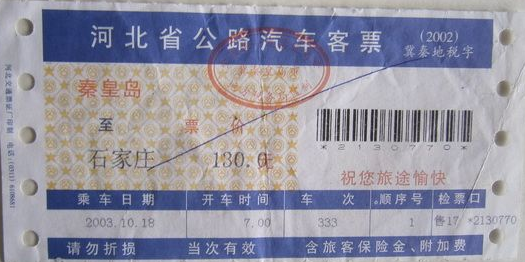 河北省公路汽车客票
(2002)
冀秦地税字
秦皇岛
至 票价
石家庄 130.0元
*2130770*
祝您旅途愉快
乘车日期 开车时间 车次 顺序号 检票口
2003.10.18 7.00 333 1 售17 *2130770
请勿折损 当次有效 含旅客保险金、附加费